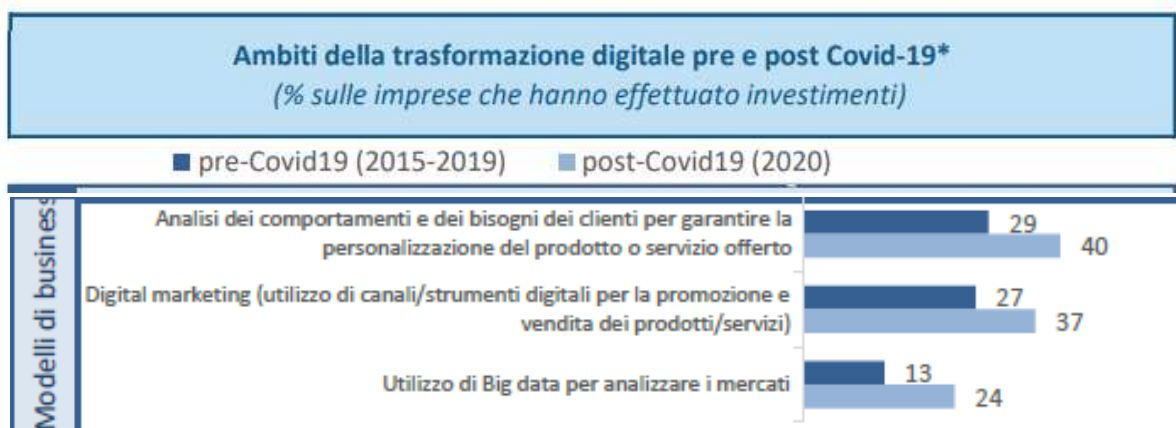 Ambiti della trasformazione digitale pre e post Covid-19*
(% sulle imprese che hanno effettuato investimenti)
pre-Covid19 (2015-2019) post-Covid19 (2020)
Modelli di business
Analisi dei comportamenti e dei bisogni dei clienti per garantire la
personalizzazione del prodotto o servizio offerto
29
40
Digital marketing (utilizzo di canali/strumenti digitali per la promozione e
vendita dei prodotti/servizi)
27
37
Utilizzo di Big data per analizzare i mercati
13
24